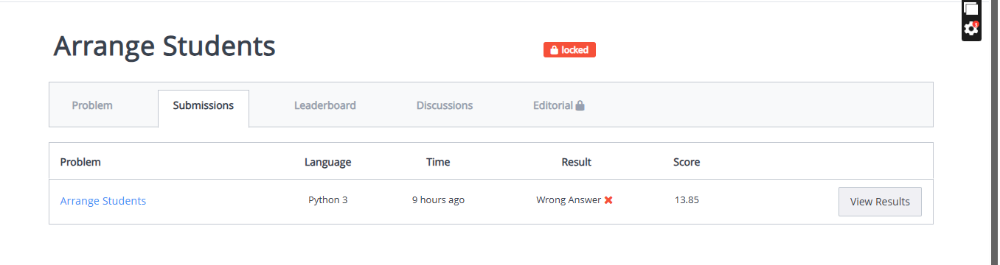 Arrange Students
locked
Problem Submissions Leaderboard Discussions Editorial
Problem Language Time Result Score
Arrange Students Python 3 9 hours ago Wrong Answer 13.85 View Results